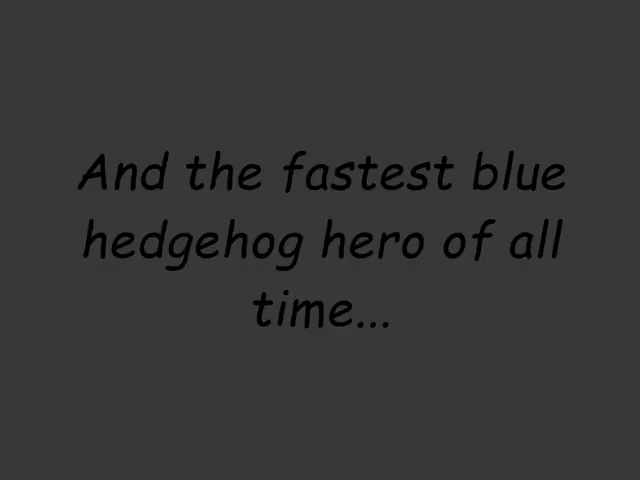 And the fastest blue
hedgehog hero of all
time...